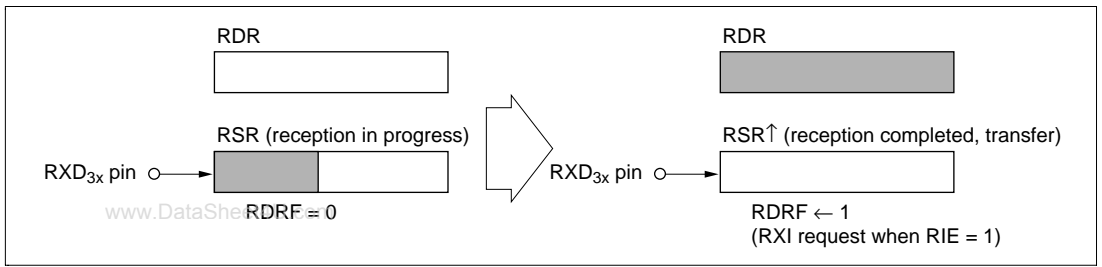 RDR
RSR (reception in progress)
RXD3x pin
RDRF = 0
RDR
RSR↑ (reception completed, transfer)
RXD3x pin
RDRF ← 1
(RXI request when RIE = 1)